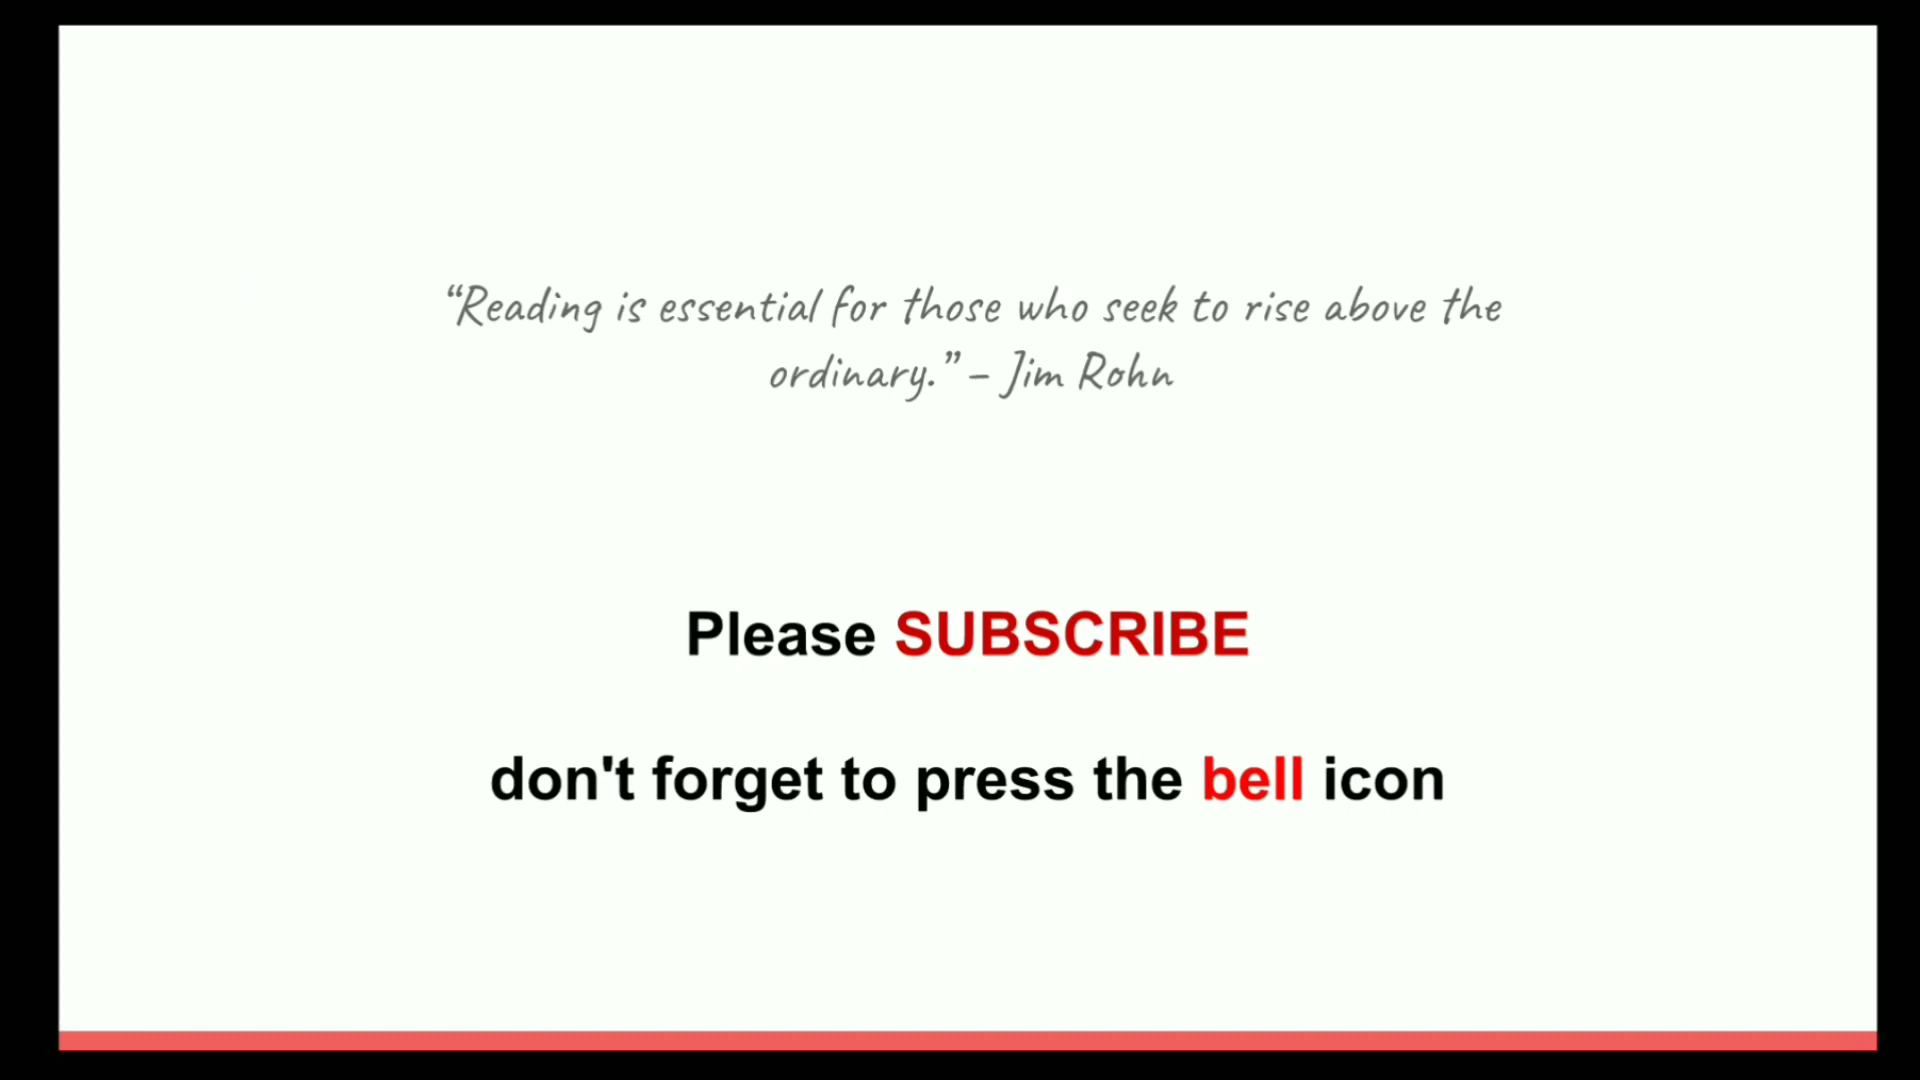 “Reading is essential for those who seek to rise above the
ordinary.” – Jim Rohn
Please SUBSCRIBE
don't forget to press the bell icon